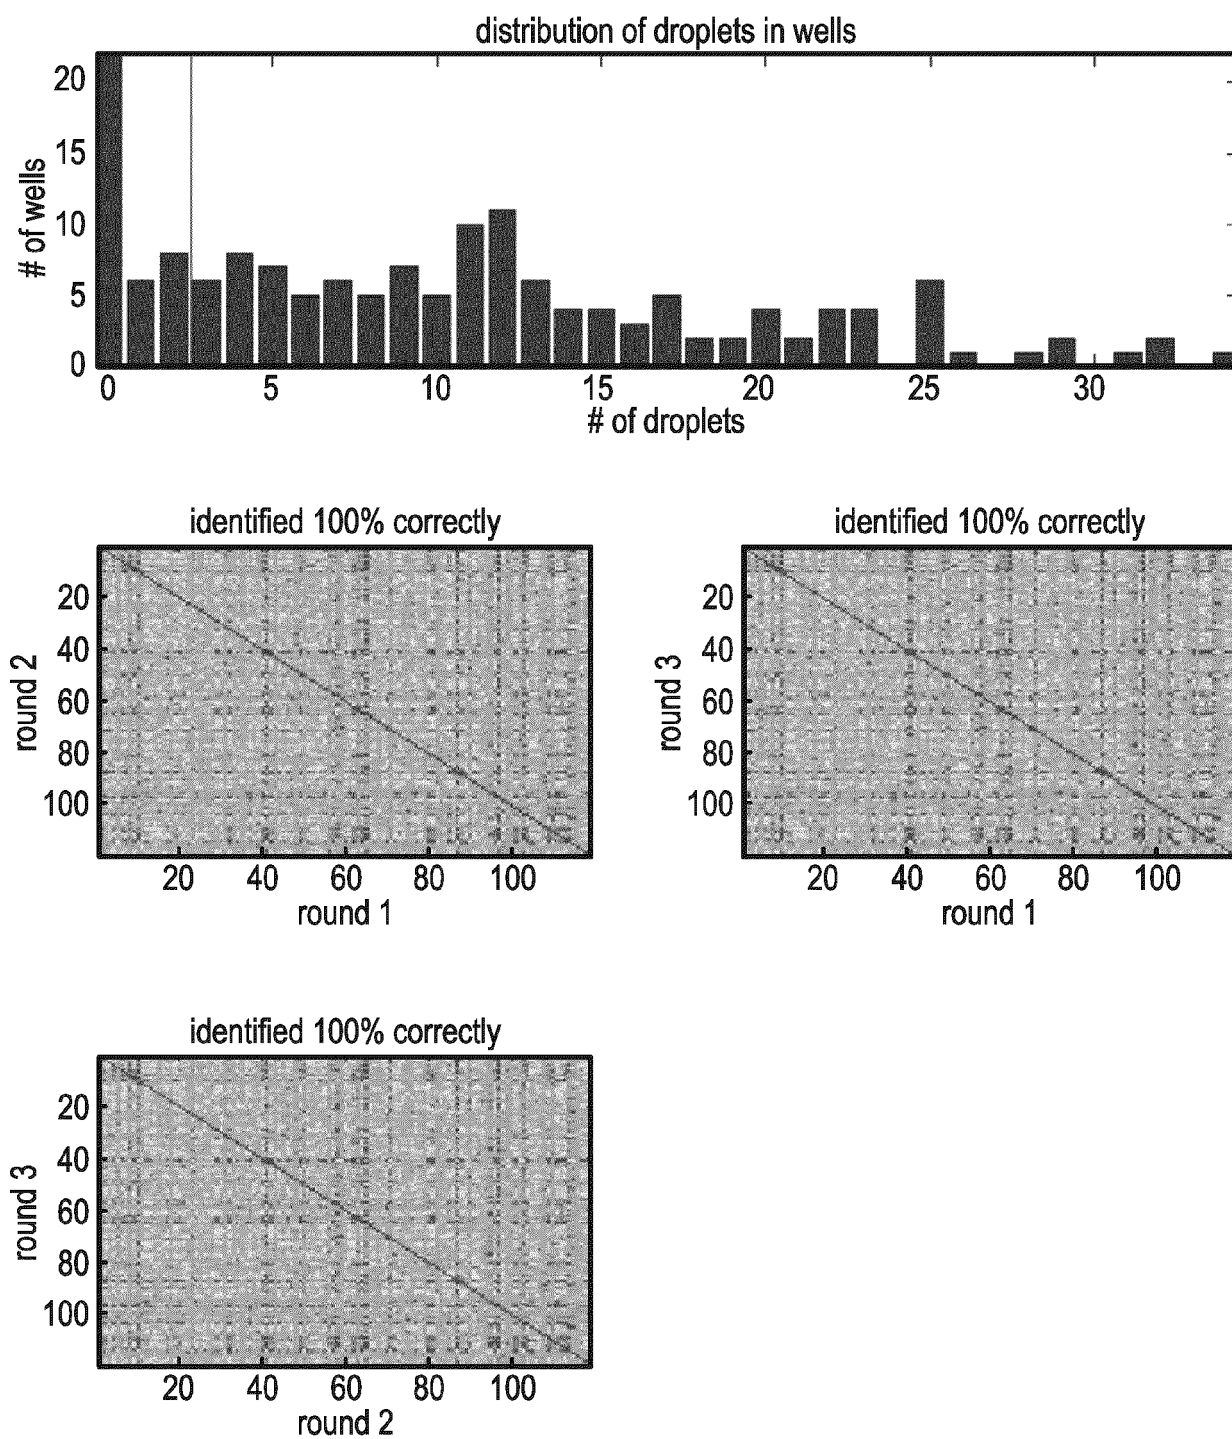 distribution of droplets in wells
# of wells
20
15
10
5
0
0 5 10 15 20 25 30
# of droplets
identified 100% correctly
round 2
20
40
60
80
100
20 40 60 80 100
round 1
identified 100% correctly
round 3
20
40
60
80
100
20 40 60 80 100
round 1
identified 100% correctly
round 3
20
40
60
80
100
20 40 60 80 100
round 2